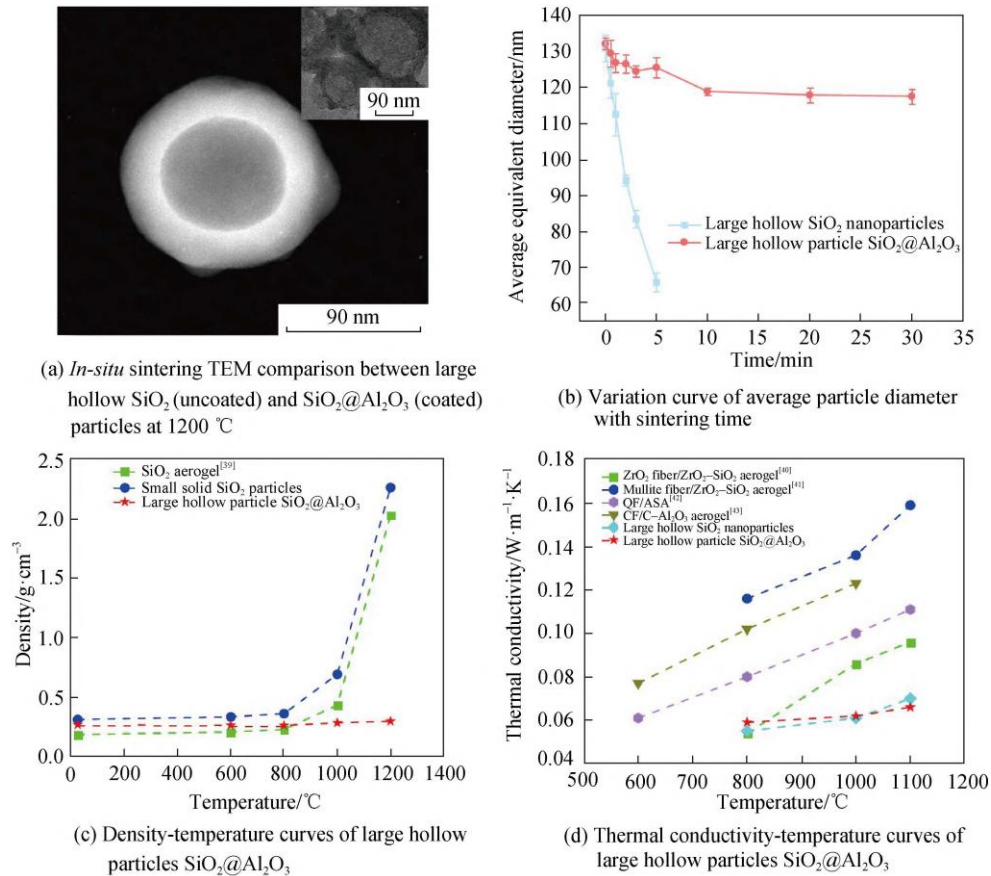 90 nm
90 nm
(a) In-situ sintering TEM comparison between large
hollow SiO₂ (uncoated) and SiO₂@Al₂O₃ (coated)
particles at 1200 ℃
Average equivalent diameter/nm
130
120
110
100
90
80
70
60
Large hollow SiO₂ nanoparticles
Large hollow particle SiO₂@Al₂O₃
0 5 10 15 20 25 30 35
Time/min
(b) Variation curve of average particle diameter
with sintering time
Density/g·cm⁻³
2.5
2.0
1.5
1.0
0.5
0.0
SiO₂ aerogel[39]
Small solid SiO₂ particles
Large hollow particle SiO₂@Al₂O₃
0 200 400 600 800 1000 1200 1400
Temperature/℃
(c) Density-temperature curves of large hollow
particles SiO₂@Al₂O₃
Thermal conductivity/W·m⁻¹·K⁻¹
0.18
0.16
0.14
0.12
0.10
0.08
0.06
0.04
ZrO₂ fiber/ZrO₂–SiO₂ aerogel[40]
Mullite fiber/ZrO₂–SiO₂ aerogel[41]
QF/ASA[42]
CF/C–Al₂O₃ aerogel[43]
Large hollow SiO₂ nanoparticles
Large hollow particle SiO₂@Al₂O₃
500 600 700 800 900 1000 1100 1200
Temperature/℃
(d) Thermal conductivity-temperature curves of
large hollow particles SiO₂@Al₂O₃